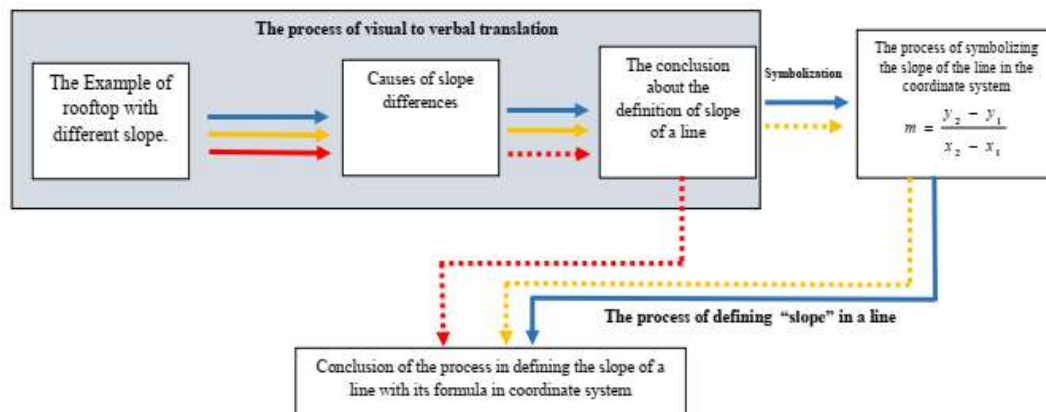 The process of visual to verbal translation
The Example of
rooftop with
different slope.
Causes of slope
differences
The conclusion
about the
definition of slope
of a line
Symbolization
The process of symbolizing
the slope of the line in the
coordinate system
m = (y₂ − y₁) / (x₂ − x₁)
The process of defining "slope" in a line
Conclusion of the process in defining the slope of a
line with its formula in coordinate system